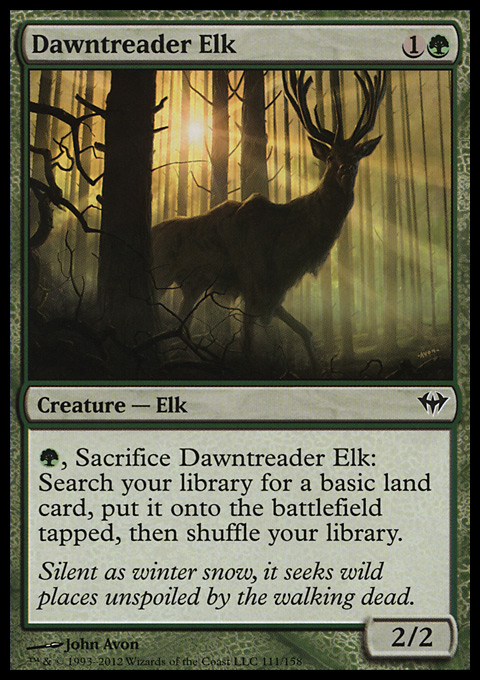 Dawntreader Elk 1
Creature — Elk
, Sacrifice Dawntreader Elk:
Search your library for a basic land
card, put it onto the battlefield
tapped, then shuffle your library.
Silent as winter snow, it seeks wild
places unspoiled by the walking dead.
John Avon
2/2
™ & © 1993–2012 Wizards of the Coast LLC 111/158